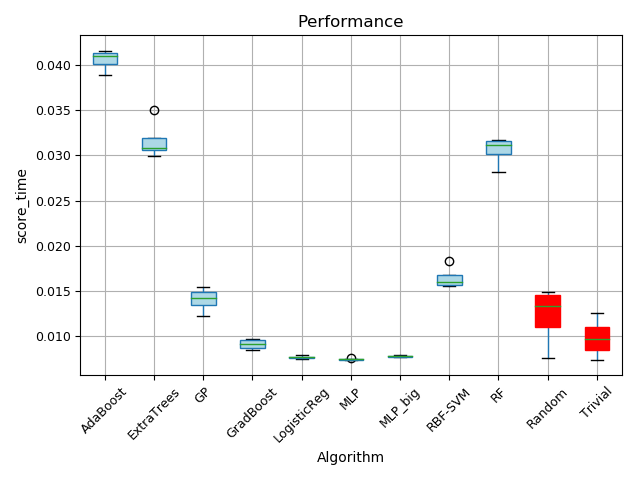 Performance
score_time
0.040
0.035
0.030
0.025
0.020
0.015
0.010
AdaBoost
ExtraTrees
GP
GradBoost
LogisticReg
MLP
MLP_big
RBF-SVM
RF
Random
Trivial
Algorithm